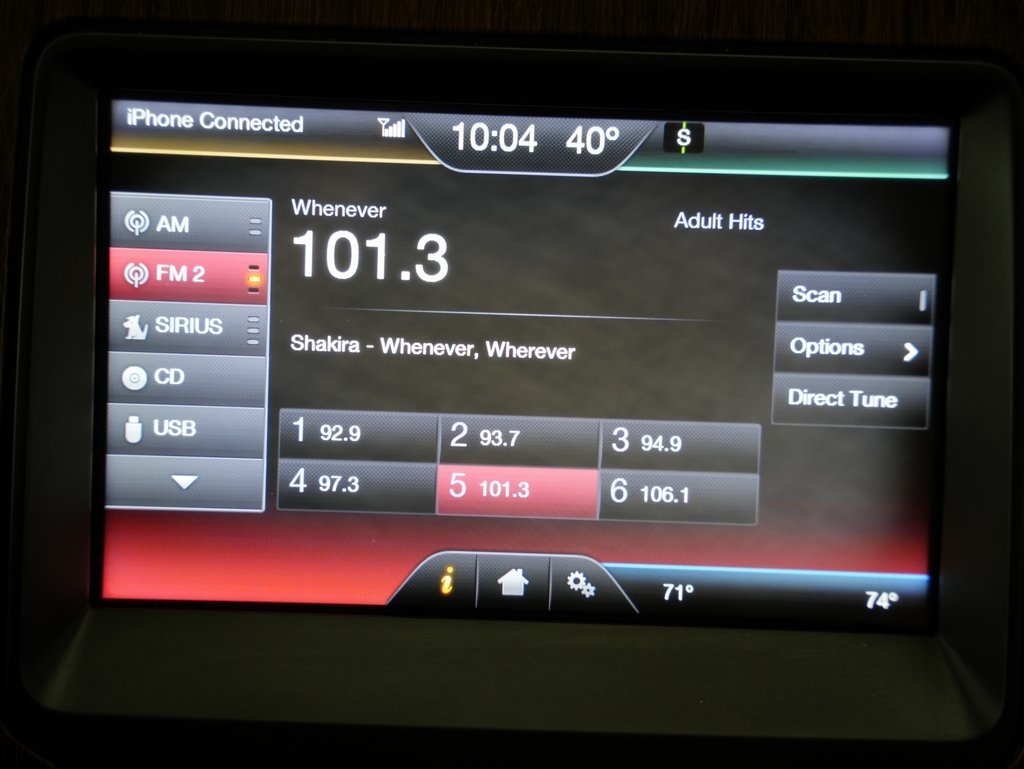 iPhone Connected
10:04 40°
S
AM
FM 2
SIRIUS
CD
USB
Whenever
101.3
Adult Hits
Shakira - Whenever, Wherever
1 92.9
2 93.7
3 94.9
4 97.3
5 101.3
6 106.1
Scan
Options
Direct Tune
i
71°
74°